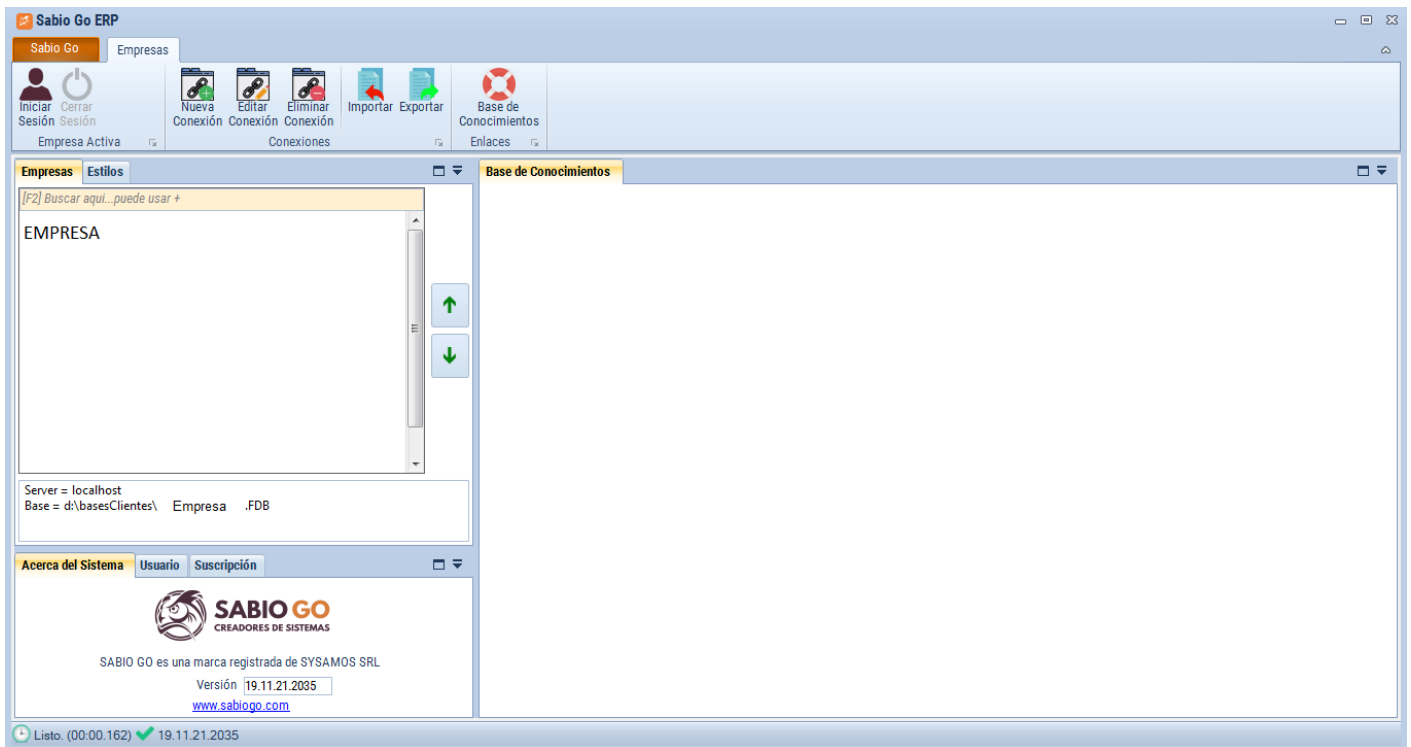 Sabio Go ERP
Sabio Go Empresas
Iniciar Sesión
Cerrar Sesión
Nueva Conexión
Editar Conexión
Eliminar Conexión
Importar
Exportar
Base de Conocimientos
Empresa Activa
Conexiones
Enlaces
Empresas Estilos
[F2] Buscar aqui...puede usar +
EMPRESA
Server = localhost
Base = d:\basesClientes\ Empresa .FDB
Acerca del Sistema Usuario Suscripción
SABIO GO
CREADORES DE SISTEMAS
SABIO GO es una marca registrada de SYSAMOS SRL
Versión 19.11.21.2035
www.sabiogo.com
Base de Conocimientos
Listo. (00:00.162) 19.11.21.2035